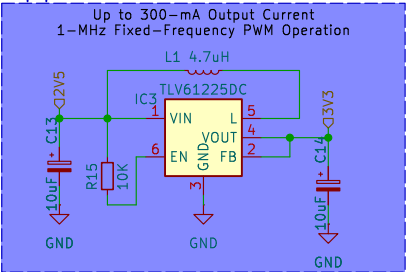 Up to 300-mA Output Current
1-MHz Fixed-Frequency PWM Operation
L1 4.7uH
2V5
IC3
TLV61225DC
3V3
C13
10uF
R15
10K
1
VIN
L
5
VOUT
4
6
EN
GND
FB
2
3
C14
10uF
GND
GND
GND